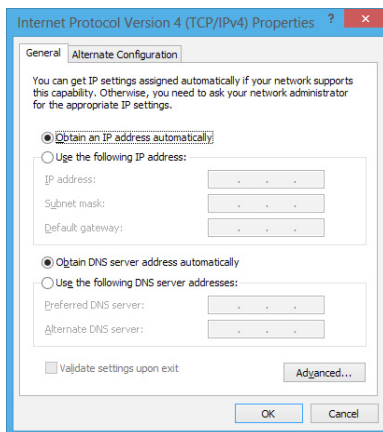 Internet Protocol Version 4 (TCP/IPv4) Properties ? ×
General Alternate Configuration
You can get IP settings assigned automatically if your network supports
this capability. Otherwise, you need to ask your network administrator
for the appropriate IP settings.
Obtain an IP address automatically
Use the following IP address:
IP address: . . .
Subnet mask: . . .
Default gateway: . . .
Obtain DNS server address automatically
Use the following DNS server addresses:
Preferred DNS server: . . .
Alternate DNS server: . . .
Validate settings upon exit
Advanced...
OK Cancel